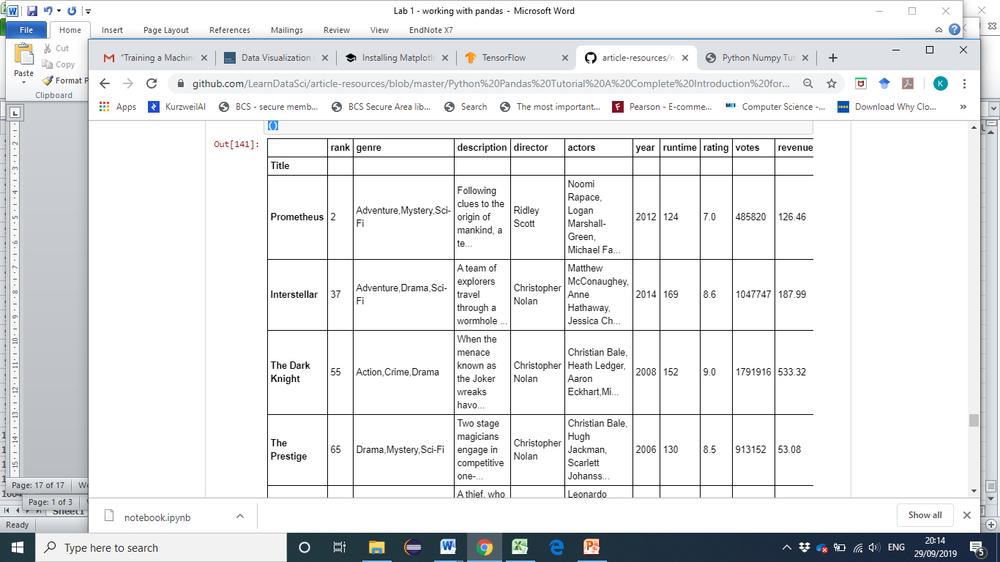 Lab 1 - working with pandas - Microsoft Word
File Home Insert Page Layout References Mailings Review View EndNote X7
Paste
Cut
Copy
Format P
Clipboard
"Training a Machin
Data Visualization
Installing Matplotli
TensorFlow
article-resources/n
Python Numpy Tut
github.com/LearnDataSci/article-resources/blob/master/Python%20Pandas%20Tutorial%20A%20Complete%20Introduction%20for...
K
Apps KurzweilAI BCS - secure memb... BCS Secure Area lib... Search The most important... Pearson - E-comme... Computer Science -... Download Why Clo...
()
Out[141]:
rank genre description director actors year runtime rating votes revenue
Title
Prometheus 2 Adventure,Mystery,Sci-Fi Following clues to the origin of mankind, a te... Ridley Scott Noomi Rapace, Logan Marshall-Green, Michael Fa... 2012 124 7.0 485820 126.46
Interstellar 37 Adventure,Drama,Sci-Fi A team of explorers travel through a wormhole ... Christopher Nolan Matthew McConaughey, Anne Hathaway, Jessica Ch... 2014 169 8.6 1047747 187.99
The Dark Knight 55 Action,Crime,Drama When the menace known as the Joker wreaks havo... Christopher Nolan Christian Bale, Heath Ledger, Aaron Eckhart,Mi... 2008 152 9.0 1791916 533.32
The Prestige 65 Drama,Mystery,Sci-Fi Two stage magicians engage in competitive one-... Christopher Nolan Christian Bale, Hugh Jackman, Scarlett Johanss... 2006 130 8.5 913152 53.08
A thief, who Leonardo
Page: 17 of 17
Page: 1 of 3
Sheet1
Ready
notebook.ipynb
Show all
Type here to search
ENG
20:14
29/09/2019
5